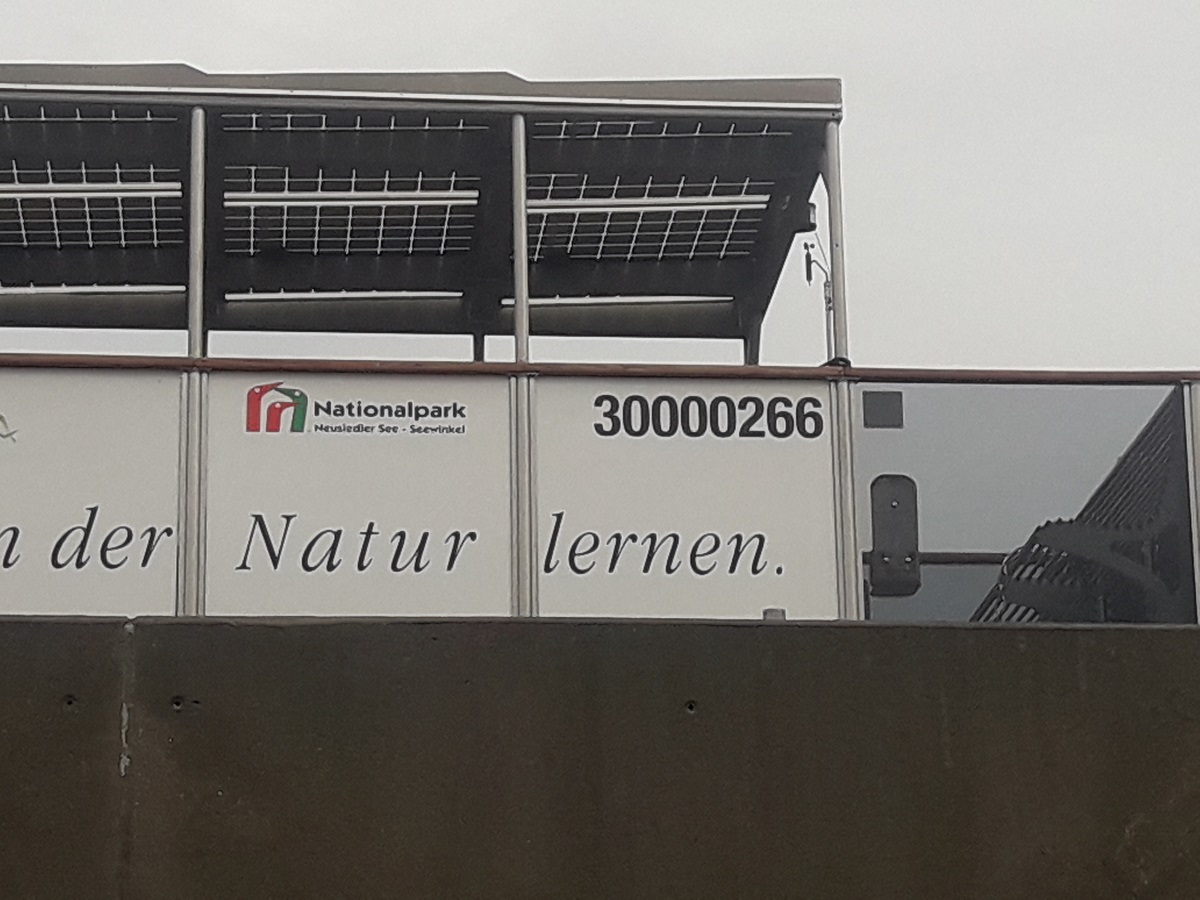 Nationalpark
Neusiedler See - Seewinkel
30000266
der Natur lernen.